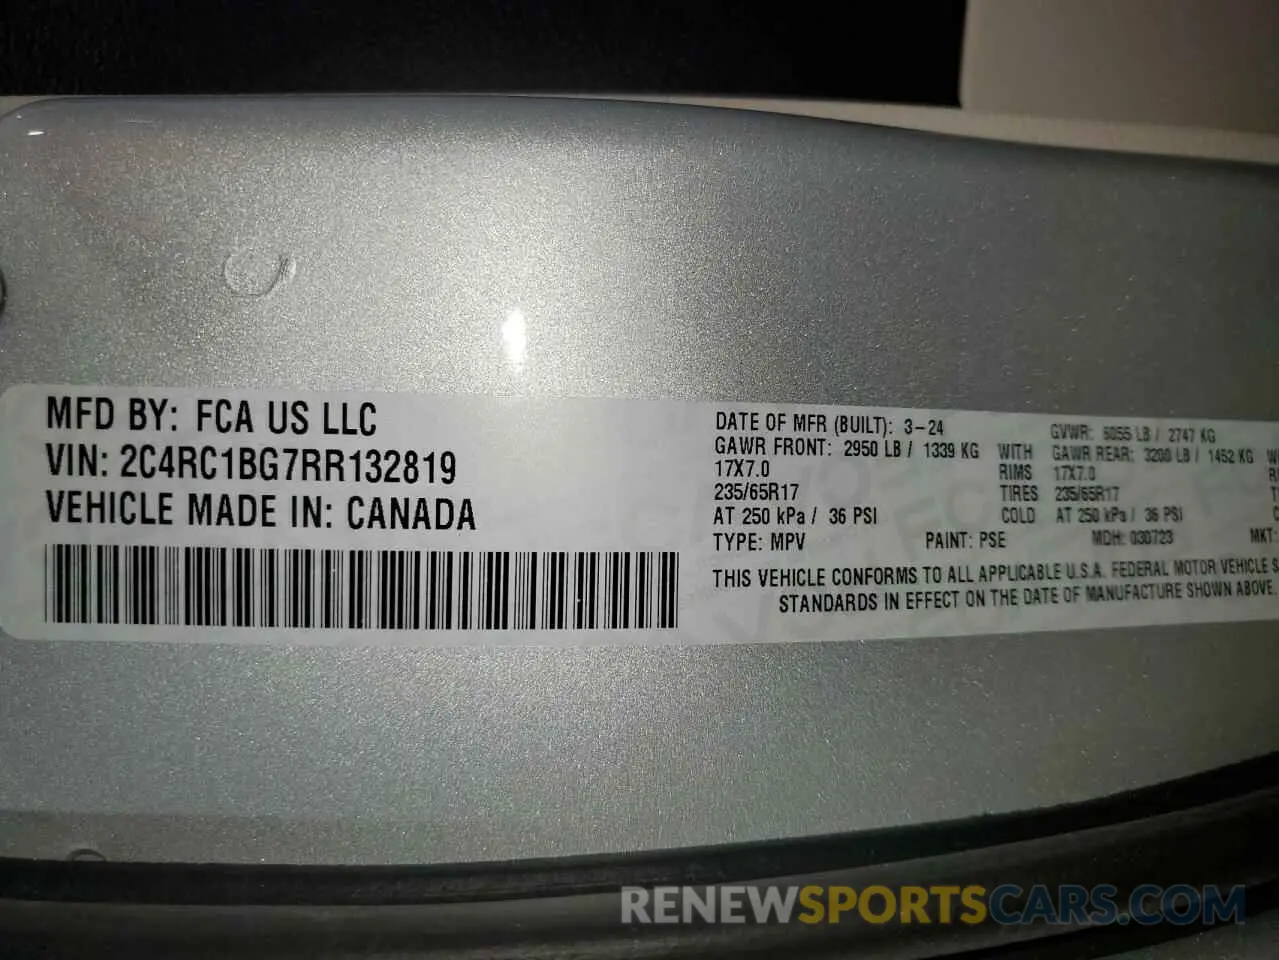 MFD BY: FCA US LLC
VIN: 2C4RC1BG7RR132819
VEHICLE MADE IN: CANADA
DATE OF MFR (BUILT): 3-24 GVWR: 6055 LB / 2747 KG
GAWR FRONT: 2950 LB / 1339 KG WITH GAWR REAR: 3200 LB / 1452 KG
17X7.0 RIMS 17X7.0
235/65R17 TIRES 235/65R17
AT 250 kPa / 36 PSI COLD AT 250 kPa / 36 PSI
TYPE: MPV PAINT: PSE MDH: 030723 MKT:
THIS VEHICLE CONFORMS TO ALL APPLICABLE U.S.A. FEDERAL MOTOR VEHICLE S
STANDARDS IN EFFECT ON THE DATE OF MANUFACTURE SHOWN ABOVE.
RENEWSPORTSCARS.COM